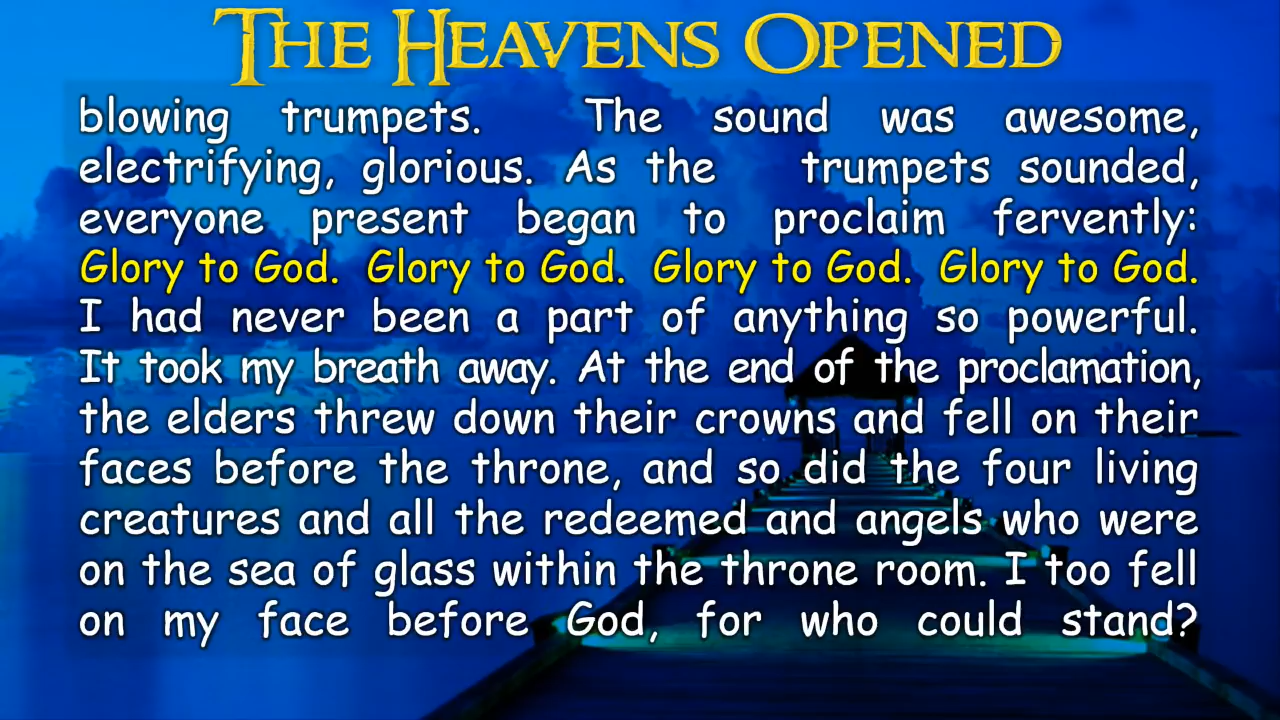 The Heavens Opened
blowing trumpets. The sound was awesome,
electrifying, glorious. As the trumpets sounded,
everyone present began to proclaim fervently:
Glory to God. Glory to God. Glory to God. Glory to God.
I had never been a part of anything so powerful.
It took my breath away. At the end of the proclamation,
the elders threw down their crowns and fell on their
faces before the throne, and so did the four living
creatures and all the redeemed and angels who were
on the sea of glass within the throne room. I too fell
on my face before God, for who could stand?